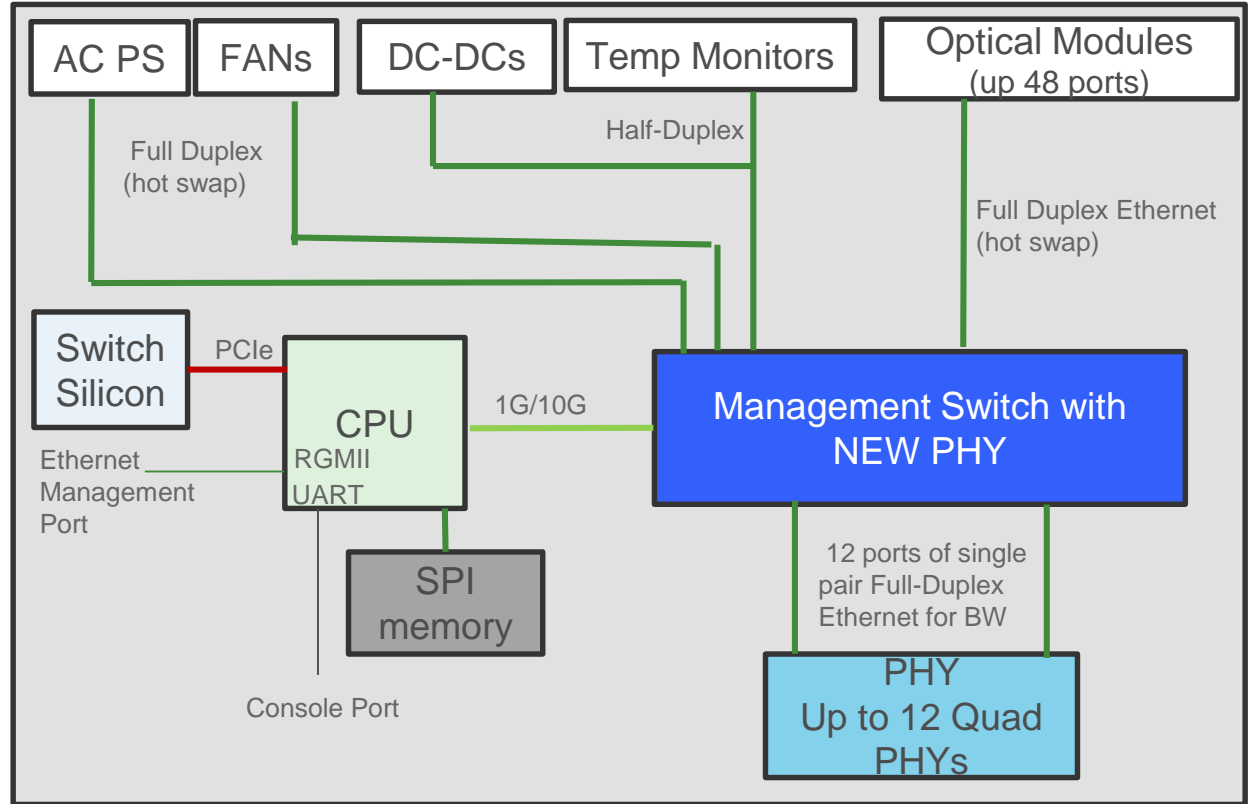 AC PS
FANs
DC-DCs
Temp Monitors
Optical Modules
(up 48 ports)
Full Duplex
(hot swap)
Half-Duplex
Full Duplex Ethernet
(hot swap)
Switch
Silicon
PCIe
CPU
RGMII
UART
1G/10G
Management Switch with
NEW PHY
Ethernet
Management
Port
SPI
memory
12 ports of single
pair Full-Duplex
Ethernet for BW
Console Port
PHY
Up to 12 Quad
PHYs